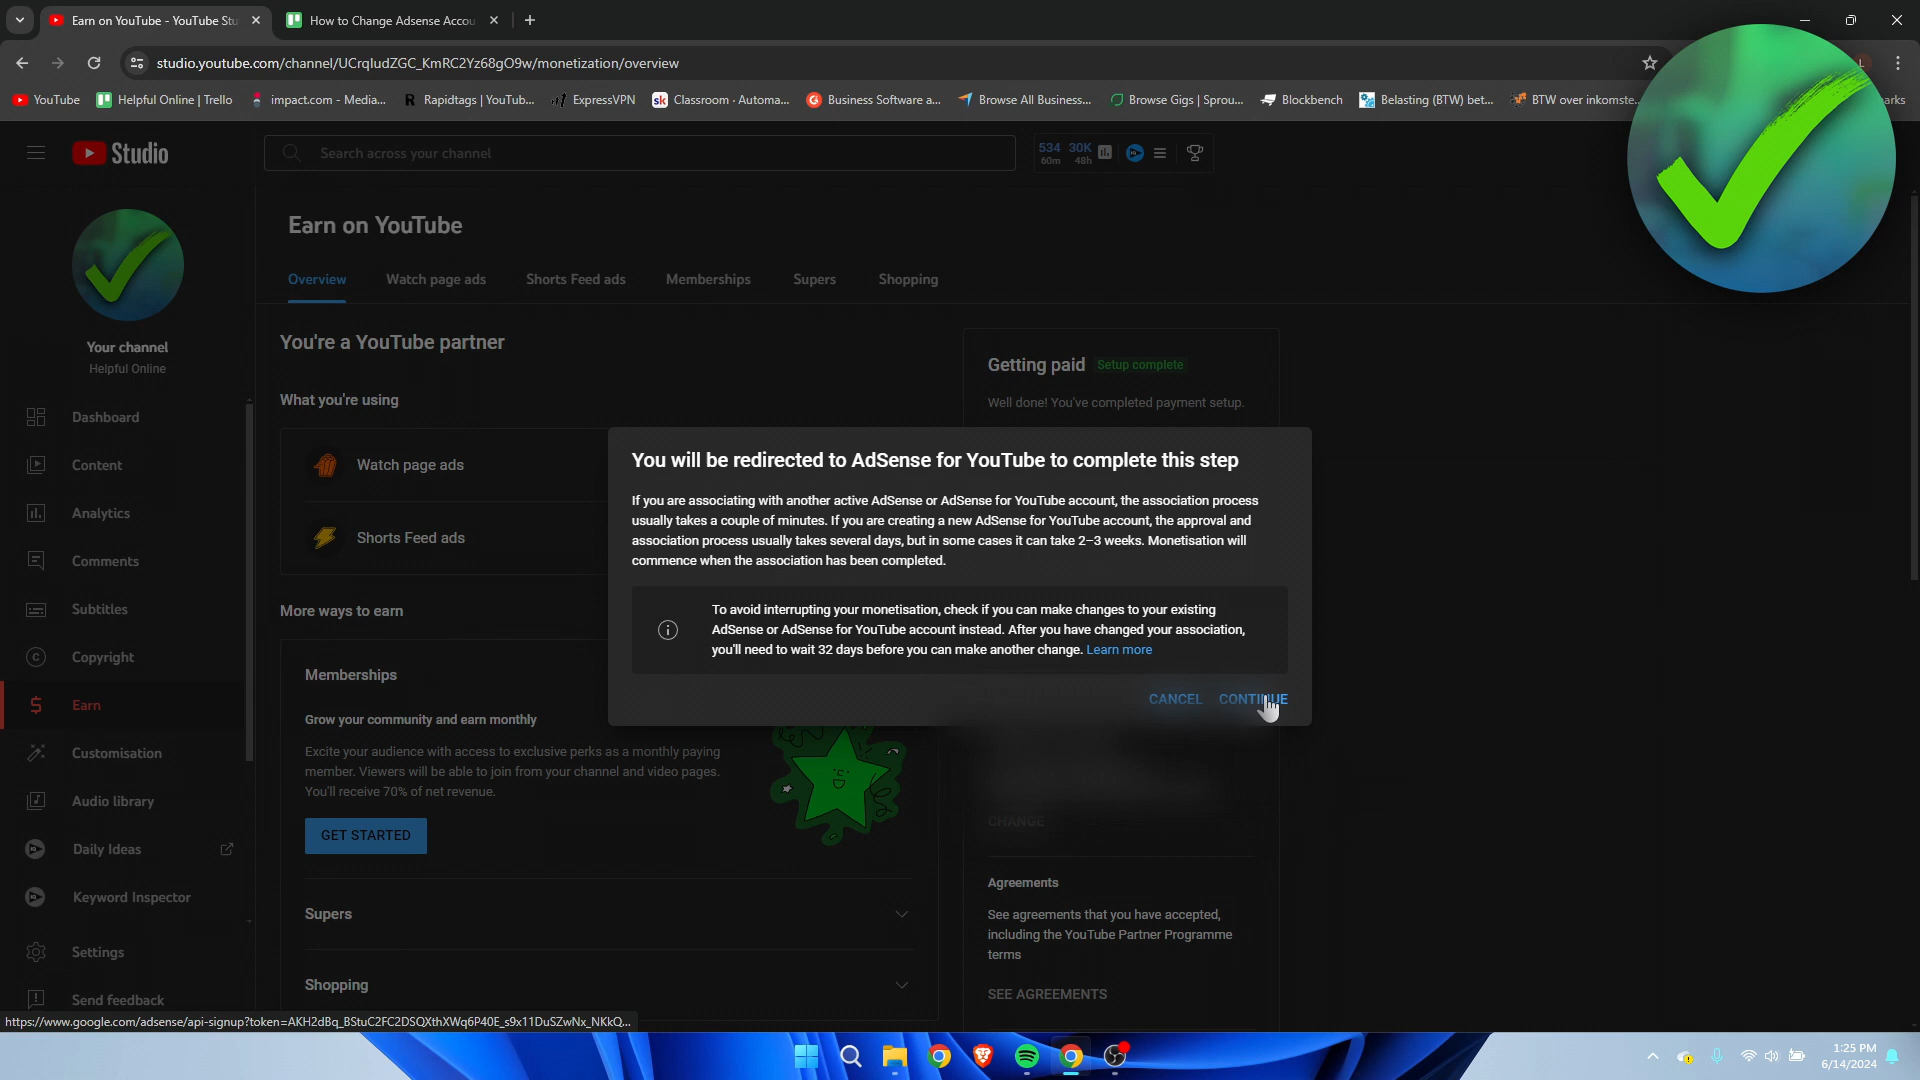 Earn on YouTube - YouTube Stu
How to Change Adsense Accou
studio.youtube.com/channel/UCrqludZGC_KmRC2Yz68gO9w/monetization/overview
YouTube
Helpful Online | Trello
impact.com - Media...
Rapidtags | YouTub...
ExpressVPN
Classroom - Automa...
Business Software a...
Browse All Business...
Browse Gigs | Sprou...
Blockbench
Belasting (BTW) bet...
BTW over inkomste...
Studio
Search across your channel
534 30K
60m 48h
Your channel
Helpful Online
Dashboard
Content
Analytics
Comments
Subtitles
Copyright
Earn
Customisation
Audio library
Daily Ideas
Keyword Inspector
Settings
Send feedback
Earn on YouTube
Overview
Watch page ads
Shorts Feed ads
Memberships
Supers
Shopping
You're a YouTube partner
What you're using
Watch page ads
Shorts Feed ads
More ways to earn
Memberships
Grow your community and earn monthly
Excite your audience with access to exclusive perks as a monthly paying
member. Viewers will be able to join from your channel and video pages.
You'll receive 70% of net revenue.
GET STARTED
Supers
Shopping
Getting paid Setup complete
Well done! You've completed payment setup.
You will be redirected to AdSense for YouTube to complete this step
If you are associating with another active AdSense or AdSense for YouTube account, the association process
usually takes a couple of minutes. If you are creating a new AdSense for YouTube account, the approval and
association process usually takes several days, but in some cases it can take 2–3 weeks. Monetisation will
commence when the association has been completed.
To avoid interrupting your monetisation, check if you can make changes to your existing
AdSense or AdSense for YouTube account instead. After you have changed your association,
you'll need to wait 32 days before you can make another change. Learn more
CANCEL CONTINUE
CHANGE
Agreements
See agreements that you have accepted,
including the YouTube Partner Programme
terms
SEE AGREEMENTS
https://www.google.com/adsense/api-signup?token=AKH2dBq_BStuC2FC2DSQXthXWq6P40E_s9x11DuSZwNx_NKkQ...
1:25 PM
6/14/2024